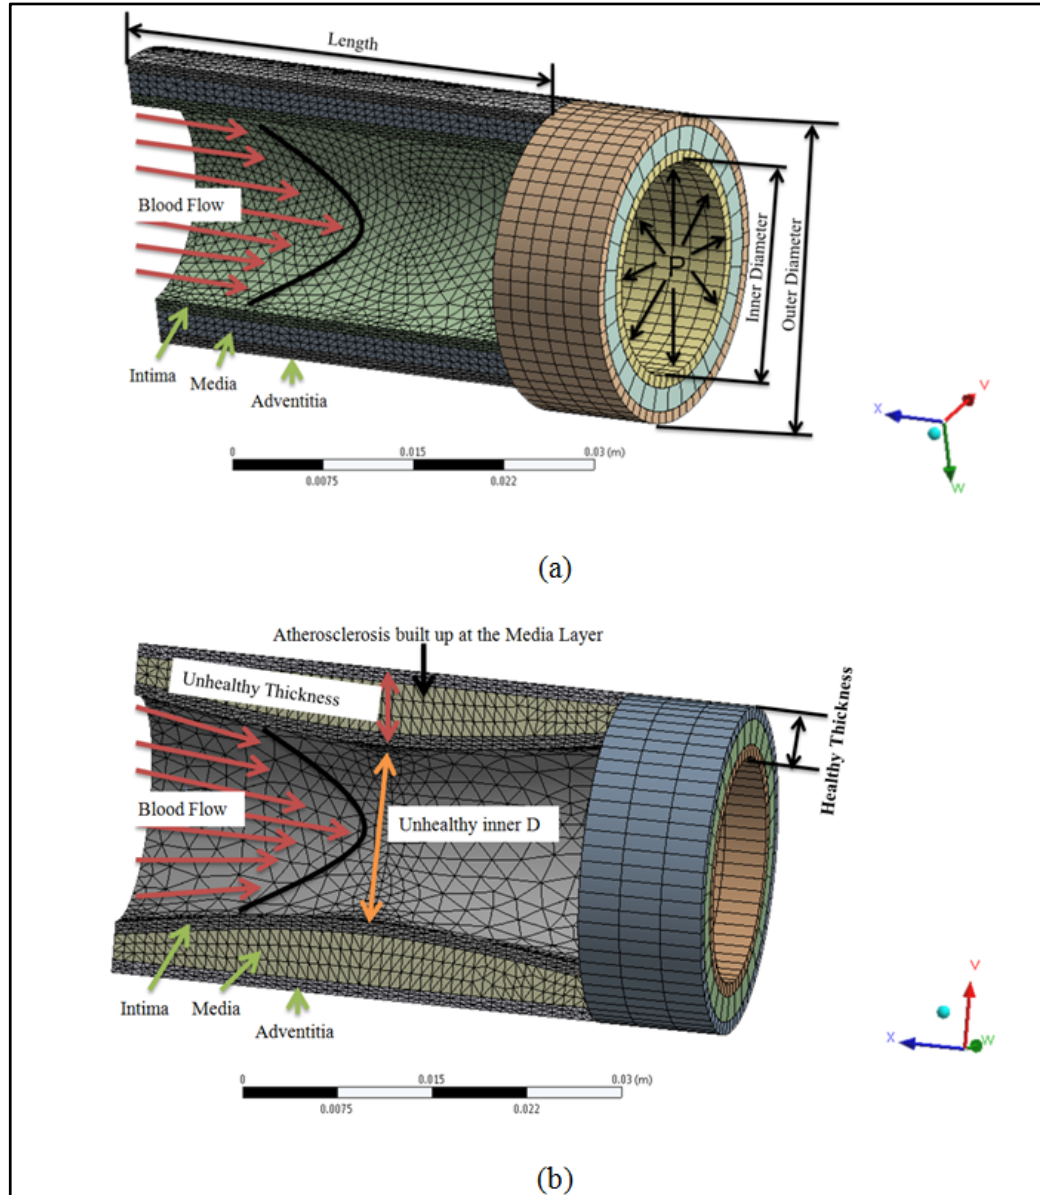 Length
Blood Flow
P
Inner Diameter
Outer Diameter
Intima
Media
Adventitia
X
V
W
0
0.015
0.03 (m)
0.0075
0.022
(a)
Atherosclerosis built up at the Media Layer
Unhealthy Thickness
Healthy Thickness
Blood Flow
Unhealthy inner D
Intima
Media
Adventitia
V
X
W
0
0.015
0.03 (m)
0.0075
0.022
(b)